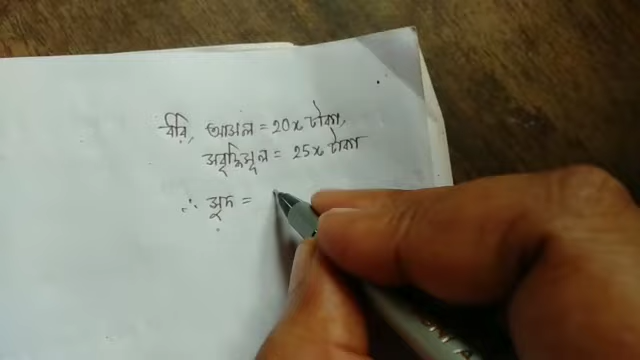 ধরি, আসল = 20x টাকা,
সবৃদ্ধিমূল = 25x টাকা
∴ সুদ =